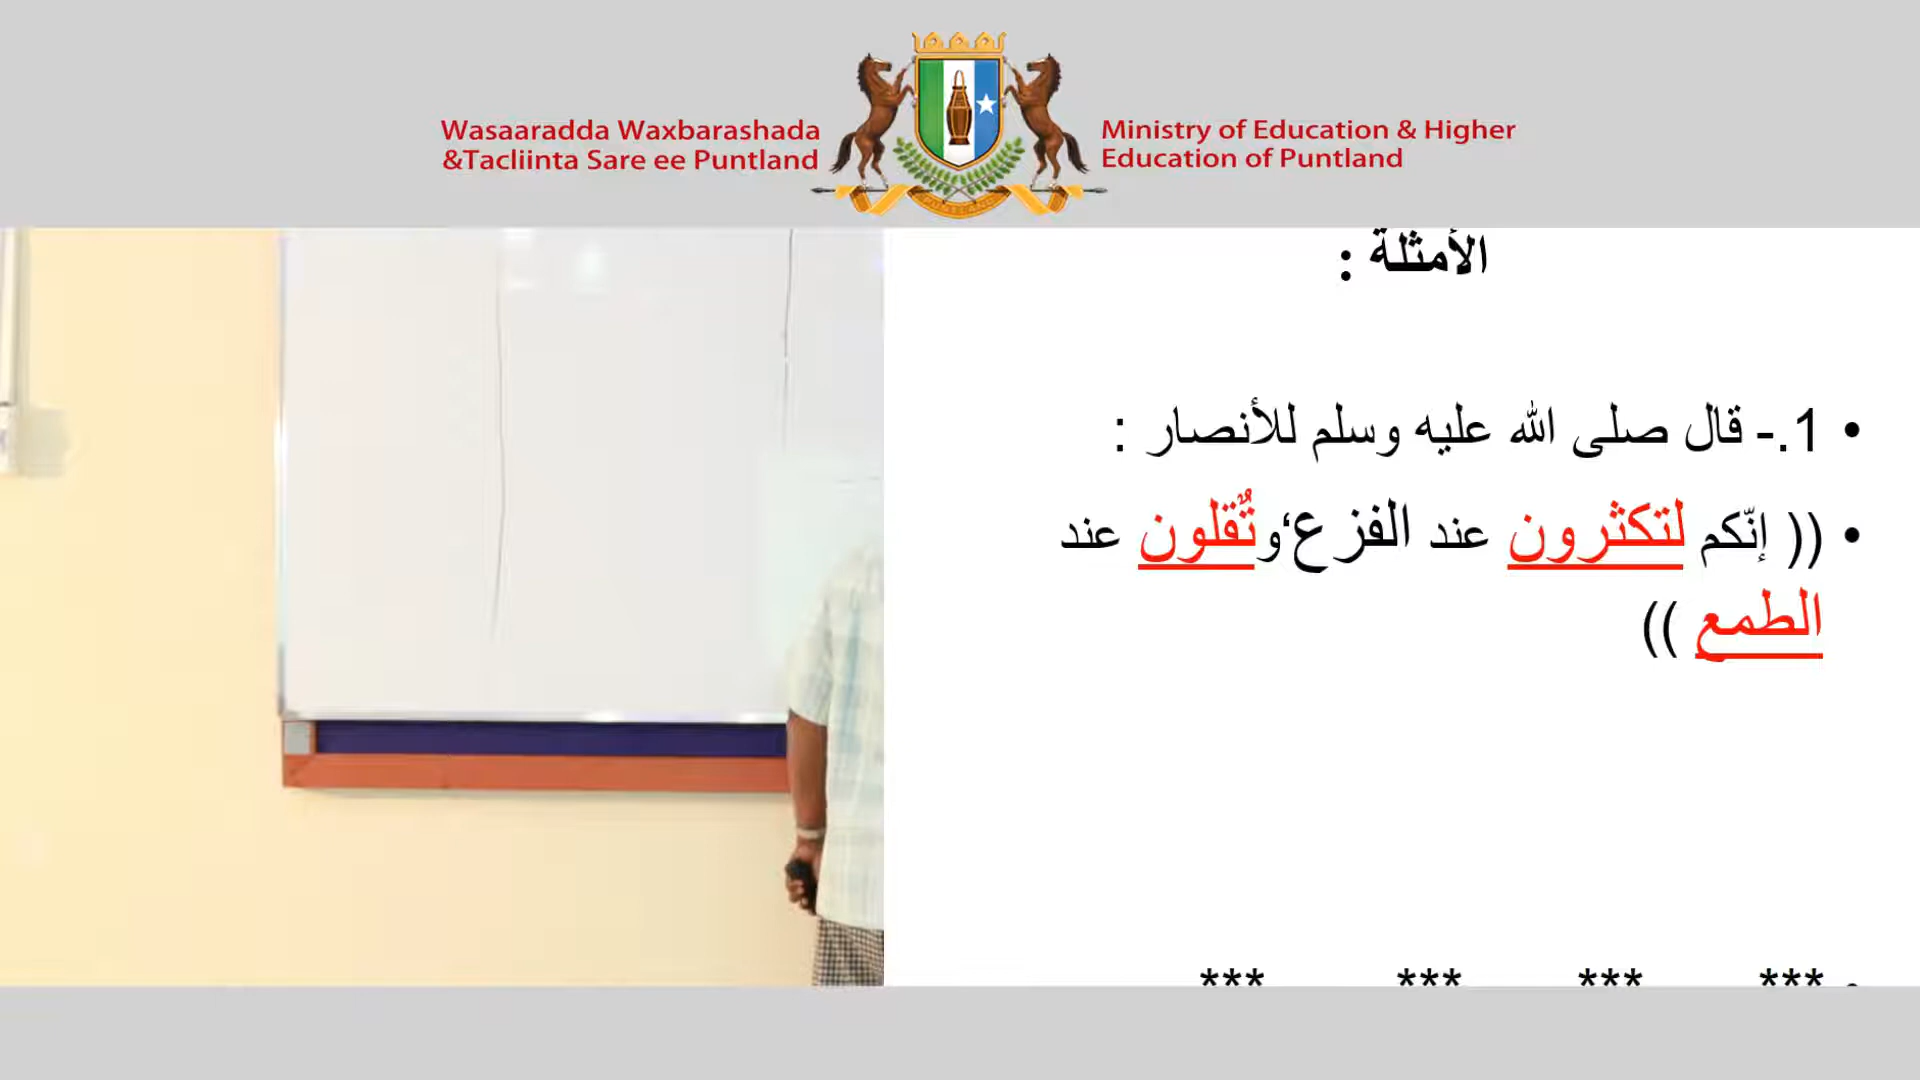 Wasaaradda Waxbarashada
&Tacliinta Sare ee Puntland
Ministry of Education & Higher
Education of Puntland
الأمثلة :
• 1.- قال صلى الله عليه وسلم للأنصار :
• (( إنّكم لتكثرون عند الفزع،وتُقلون عند
الطمع ))
• *** *** *** ***